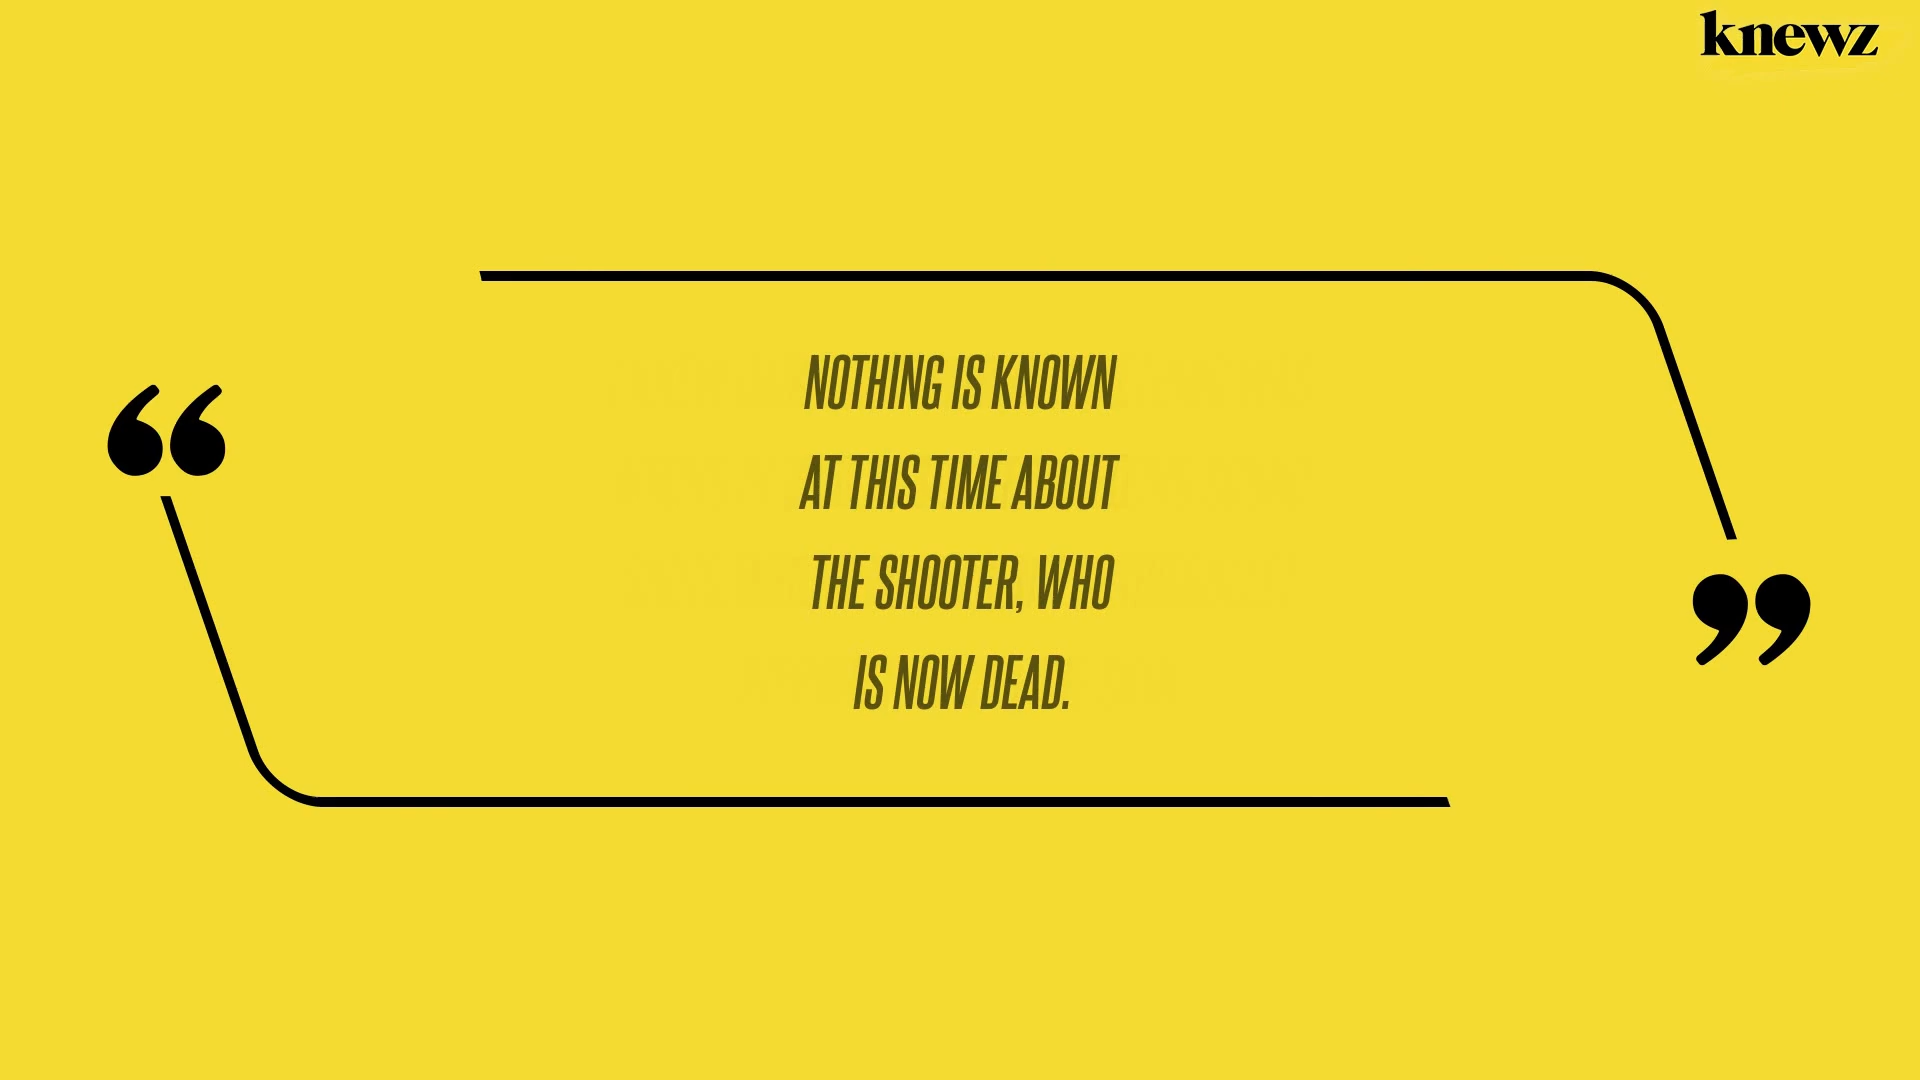 knewz
“
NOTHING IS KNOWN
AT THIS TIME ABOUT
THE SHOOTER, WHO
IS NOW DEAD.
”